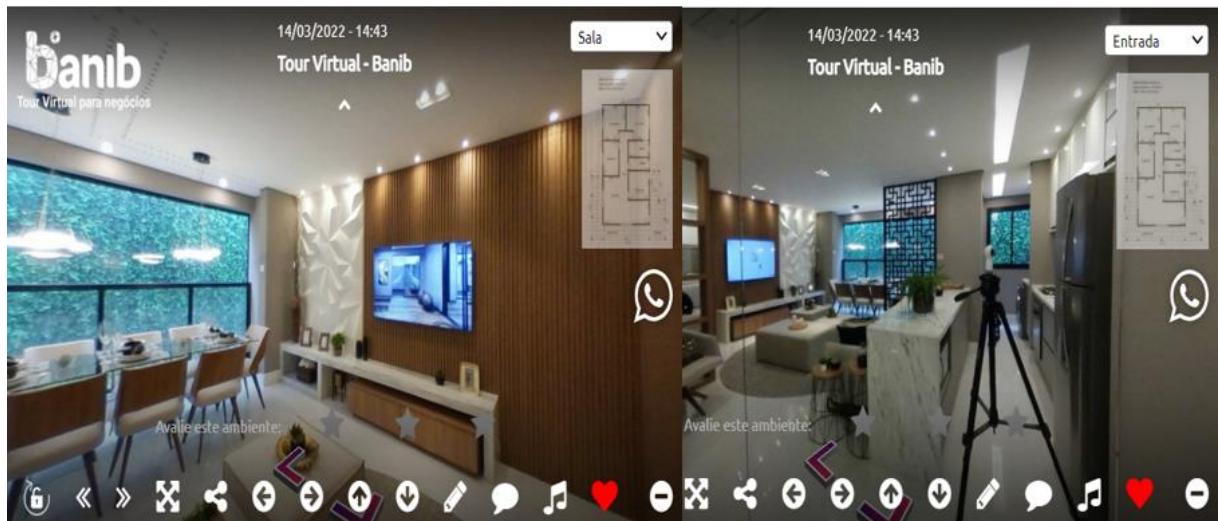 banib
Tour Virtual para negócios
14/03/2022 - 14:43
Tour Virtual - Banib
Sala
Avalie este ambiente:
14/03/2022 - 14:43
Tour Virtual - Banib
Entrada
Avalie este ambiente: